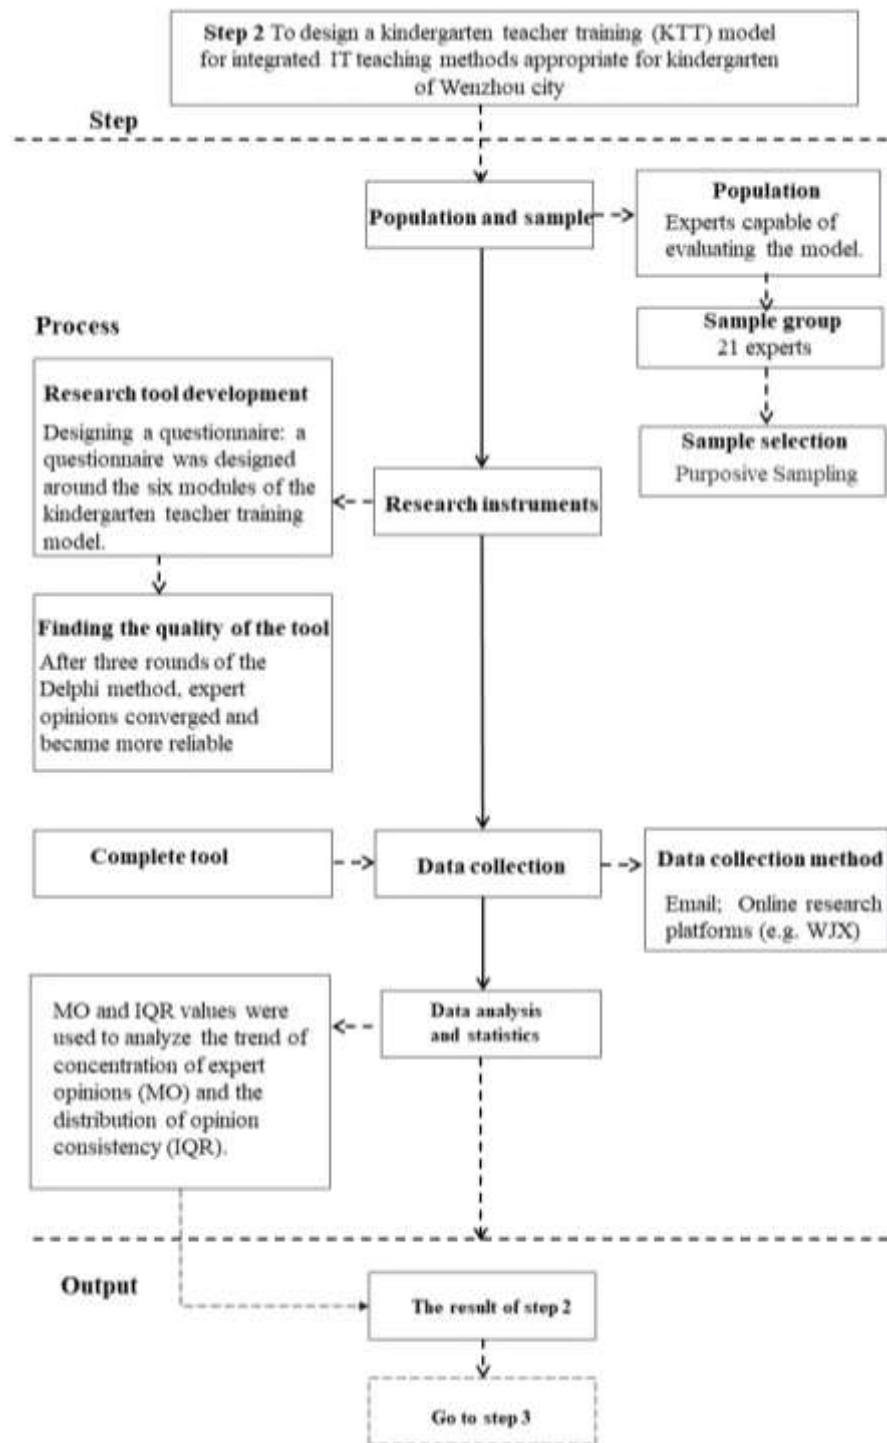 Step 2 To design a kindergarten teacher training (KTT) model
for integrated IT teaching methods appropriate for kindergarten
of Wenzhou city
Step
Population and sample
Population
Experts capable of
evaluating the model.
Sample group
21 experts
Sample selection
Purposive Sampling
Process
Research tool development
Designing a questionnaire: a
questionnaire was designed
around the six modules of the
kindergarten teacher training
model.
Research instruments
Finding the quality of the tool
After three rounds of the
Delphi method, expert
opinions converged and
became more reliable
Complete tool
Data collection
Data collection method
Email; Online research
platforms (e.g. WJX)
MO and IQR values were
used to analyze the trend of
concentration of expert
opinions (MO) and the
distribution of opinion
consistency (IQR).
Data analysis
and statistics
Output
The result of step 2
Go to step 3